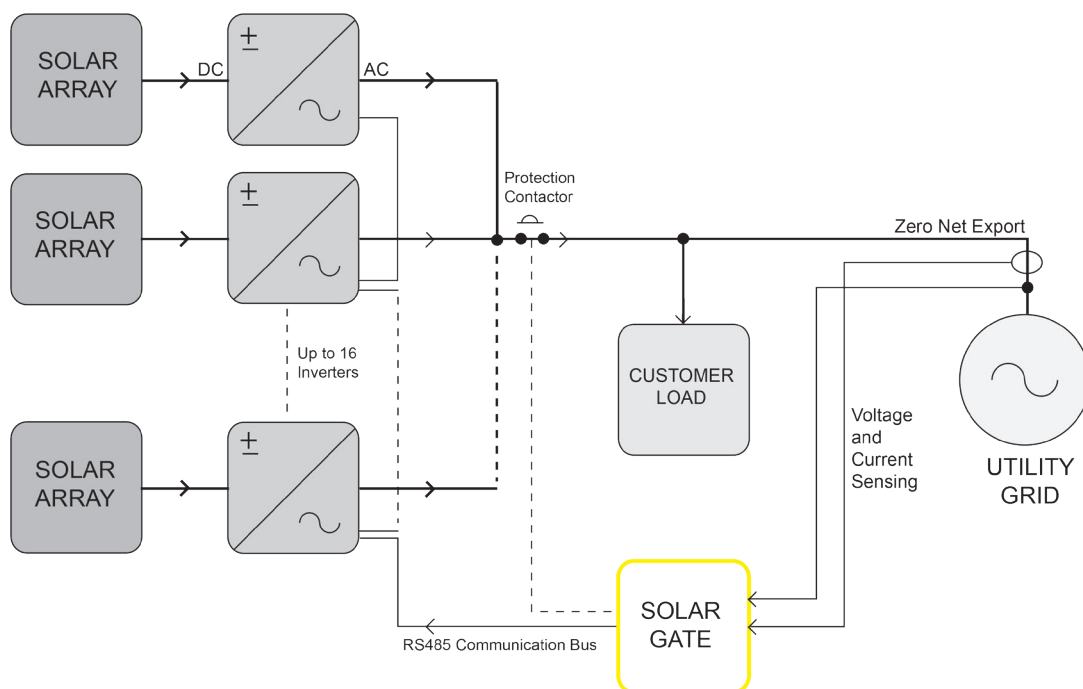 SOLAR
ARRAY
DC
±
AC
SOLAR
ARRAY
±
Protection
Contactor
Zero Net Export
Up to 16
Inverters
CUSTOMER
LOAD
Voltage
and
Current
Sensing
UTILITY
GRID
SOLAR
ARRAY
±
SOLAR
GATE
RS485 Communication Bus